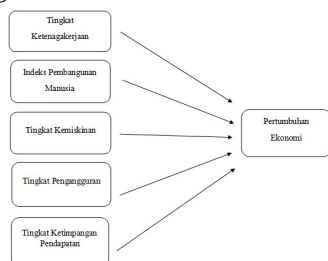 Tingkat
Ketenagakerjaan
Indeks Pembangunan
Manusia
Tingkat Kemiskinan
Tingkat Pengangguran
Tingkat Ketimpangan
Pendapatan
Pertumbuhan
Ekonomi